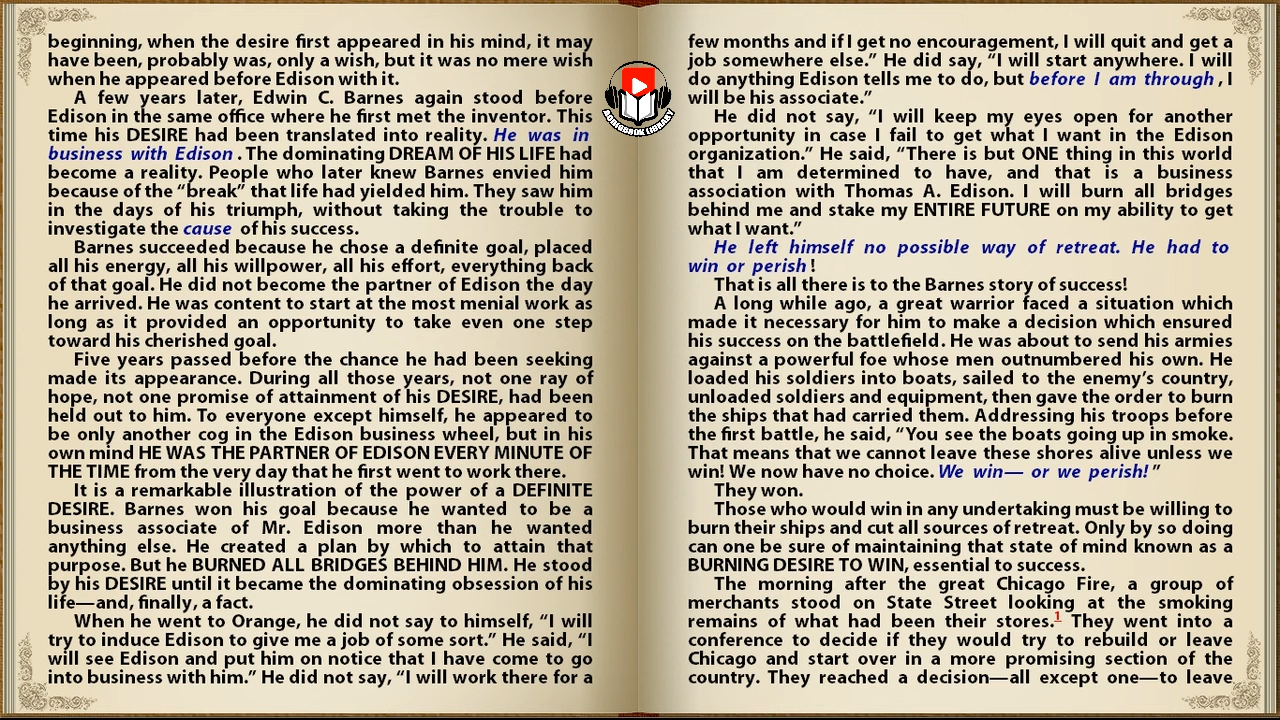 beginning, when the desire first appeared in his mind, it may
have been, probably was, only a wish, but it was no mere wish
when he appeared before Edison with it.
A few years later, Edwin C. Barnes again stood before
Edison in the same office where he first met the inventor. This
time his DESIRE had been translated into reality. He was in
business with Edison . The dominating DREAM OF HIS LIFE had
become a reality. People who later knew Barnes envied him
because of the “break” that life had yielded him. They saw him
in the days of his triumph, without taking the trouble to
investigate the cause of his success.
Barnes succeeded because he chose a definite goal, placed
all his energy, all his willpower, all his effort, everything back
of that goal. He did not become the partner of Edison the day
he arrived. He was content to start at the most menial work as
long as it provided an opportunity to take even one step
toward his cherished goal.
Five years passed before the chance he had been seeking
made its appearance. During all those years, not one ray of
hope, not one promise of attainment of his DESIRE, had been
held out to him. To everyone except himself, he appeared to
be only another cog in the Edison business wheel, but in his
own mind HE WAS THE PARTNER OF EDISON EVERY MINUTE OF
THE TIME from the very day that he first went to work there.
It is a remarkable illustration of the power of a DEFINITE
DESIRE. Barnes won his goal because he wanted to be a
business associate of Mr. Edison more than he wanted
anything else. He created a plan by which to attain that
purpose. But he BURNED ALL BRIDGES BEHIND HIM. He stood
by his DESIRE until it became the dominating obsession of his
life—and, finally, a fact.
When he went to Orange, he did not say to himself, “I will
try to induce Edison to give me a job of some sort.” He said, “I
will see Edison and put him on notice that I have come to go
into business with him.” He did not say, “I will work there for a
AUDIOBOOK LIBRARY
few months and if I get no encouragement, I will quit and get a
job somewhere else.” He did say, “I will start anywhere. I will
do anything Edison tells me to do, but before I am through , I
will be his associate.”
He did not say, “I will keep my eyes open for another
opportunity in case I fail to get what I want in the Edison
organization.” He said, “There is but ONE thing in this world
that I am determined to have, and that is a business
association with Thomas A. Edison. I will burn all bridges
behind me and stake my ENTIRE FUTURE on my ability to get
what I want.”
He left himself no possible way of retreat. He had to
win or perish !
That is all there is to the Barnes story of success!
A long while ago, a great warrior faced a situation which
made it necessary for him to make a decision which ensured
his success on the battlefield. He was about to send his armies
against a powerful foe whose men outnumbered his own. He
loaded his soldiers into boats, sailed to the enemy’s country,
unloaded soldiers and equipment, then gave the order to burn
the ships that had carried them. Addressing his troops before
the first battle, he said, “You see the boats going up in smoke.
That means that we cannot leave these shores alive unless we
win! We now have no choice. We win— or we perish! ”
They won.
Those who would win in any undertaking must be willing to
burn their ships and cut all sources of retreat. Only by so doing
can one be sure of maintaining that state of mind known as a
BURNING DESIRE TO WIN, essential to success.
The morning after the great Chicago Fire, a group of
merchants stood on State Street looking at the smoking
remains of what had been their stores.1 They went into a
conference to decide if they would try to rebuild or leave
Chicago and start over in a more promising section of the
country. They reached a decision—all except one—to leave